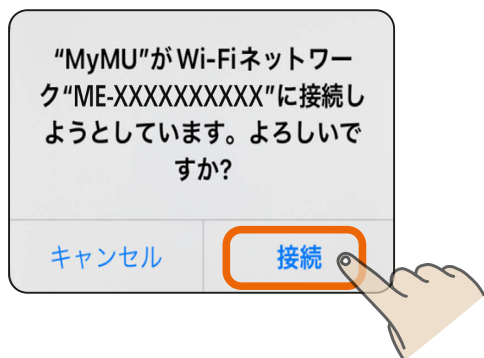 “MyMU”がWi-Fiネットワー
ク“ME-XXXXXXXXXX”に接続し
ようとしています。よろしいで
すか?
キャンセル
接続